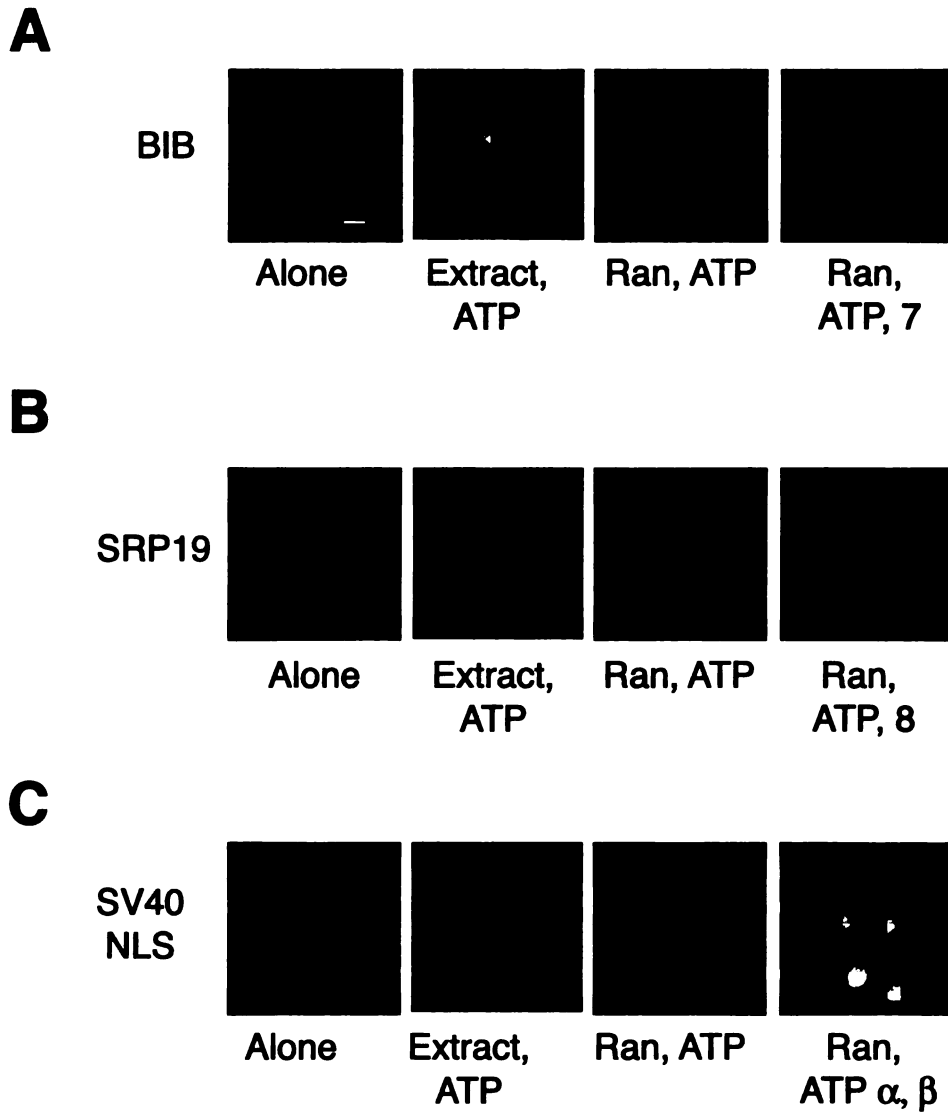 A
BIB
Alone
Extract,
ATP
Ran, ATP
Ran,
ATP, 7
B
SRP19
Alone
Extract,
ATP
Ran, ATP
Ran,
ATP, 8
C
SV40
NLS
Alone
Extract,
ATP
Ran, ATP
Ran,
ATP α, β